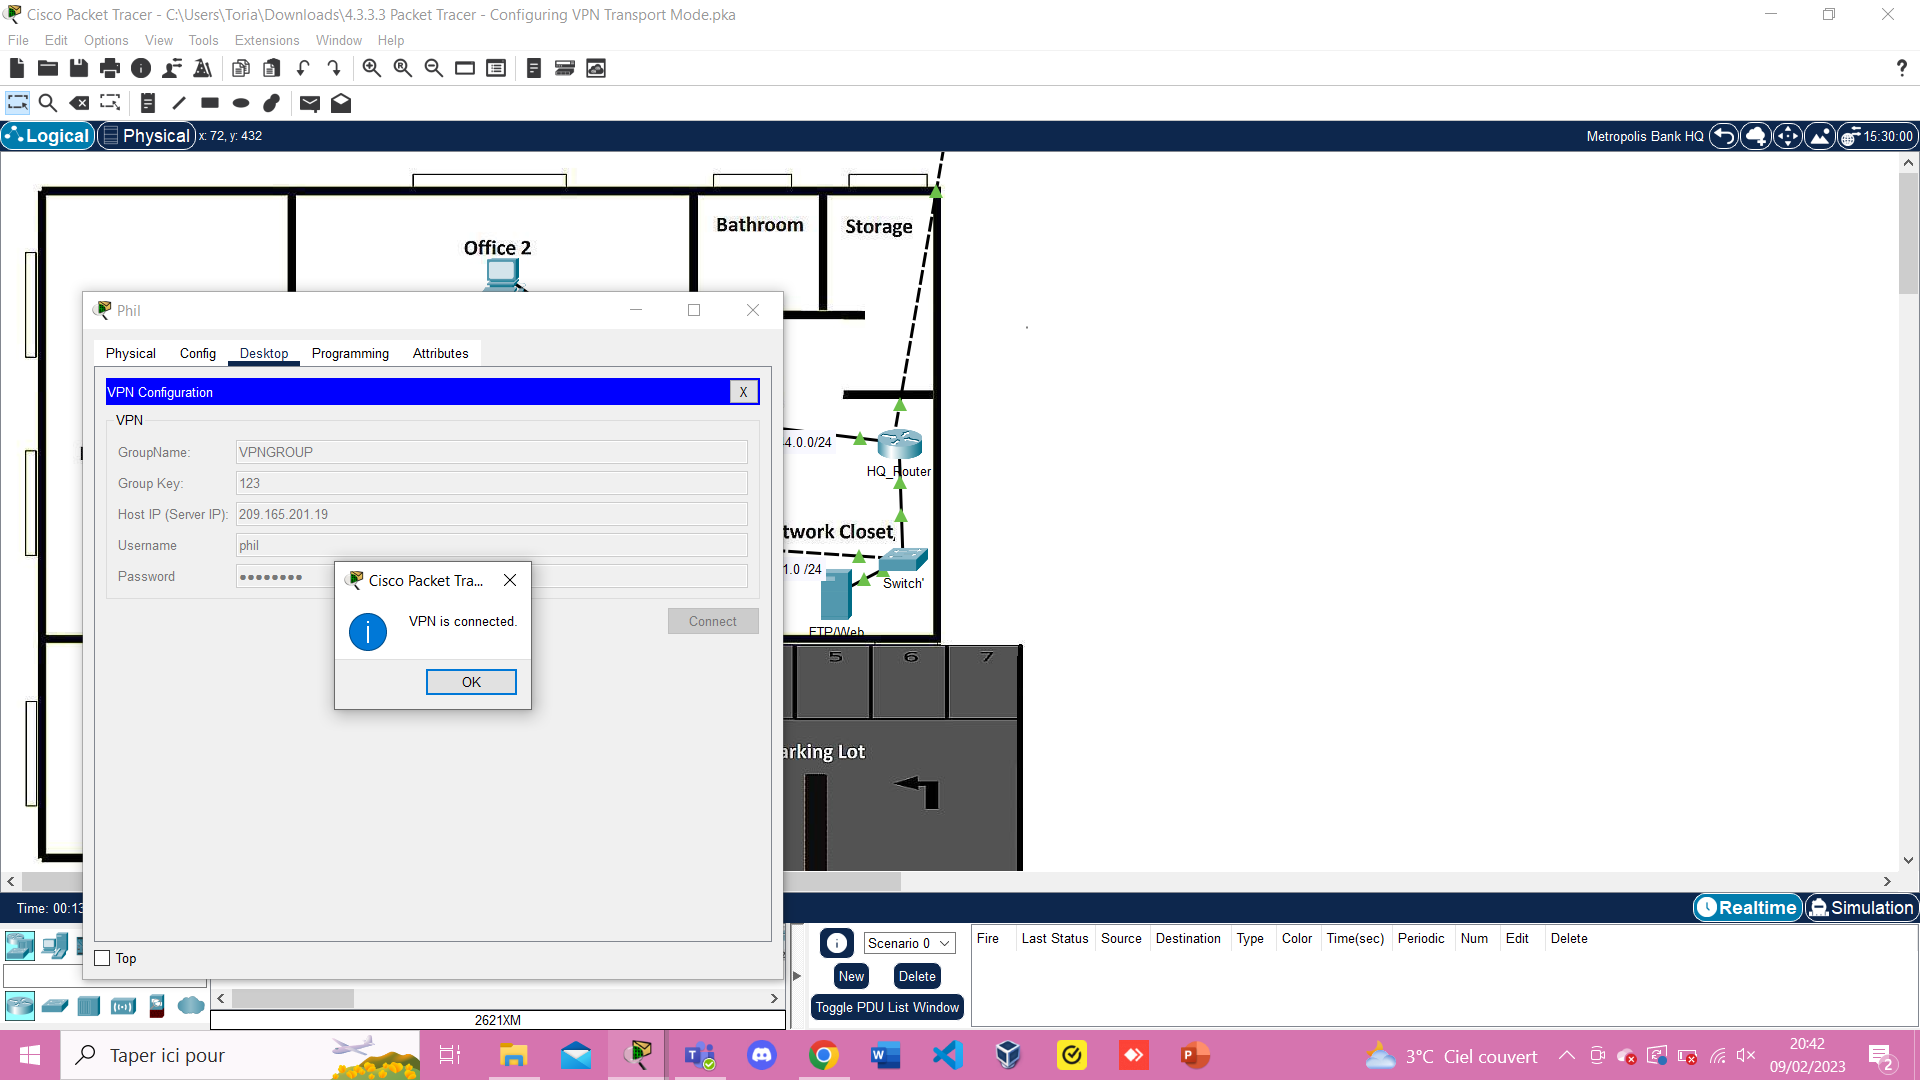 Cisco Packet Tracer - C:\Users\Toria\Downloads\4.3.3.3 Packet Tracer - Configuring VPN Transport Mode.pka
File Edit Options View Tools Extensions Window Help
?
Logical Physical x: 72, y: 432 Metropolis Bank HQ 15:30:00
Bathroom Storage
Office 2
Phil
Physical Config Desktop Programming Attributes
VPN Configuration X
VPN
GroupName: VPNGROUP
Group Key: 123
Host IP (Server IP): 209.165.201.19
Username phil
Password ●●●●●●●●
Connect
Cisco Packet Tra...
VPN is connected.
OK
Top
4.0.0/24
HQ_Router
twork Closet
1.0 /24
Switch'
FTP/Web
5 6 7
arking Lot
Time: 00:13
Realtime Simulation
Scenario 0
New Delete
Toggle PDU List Window
Fire Last Status Source Destination Type Color Time(sec) Periodic Num Edit Delete
2621XM
Taper ici pour
3°C Ciel couvert
20:42
09/02/2023
2